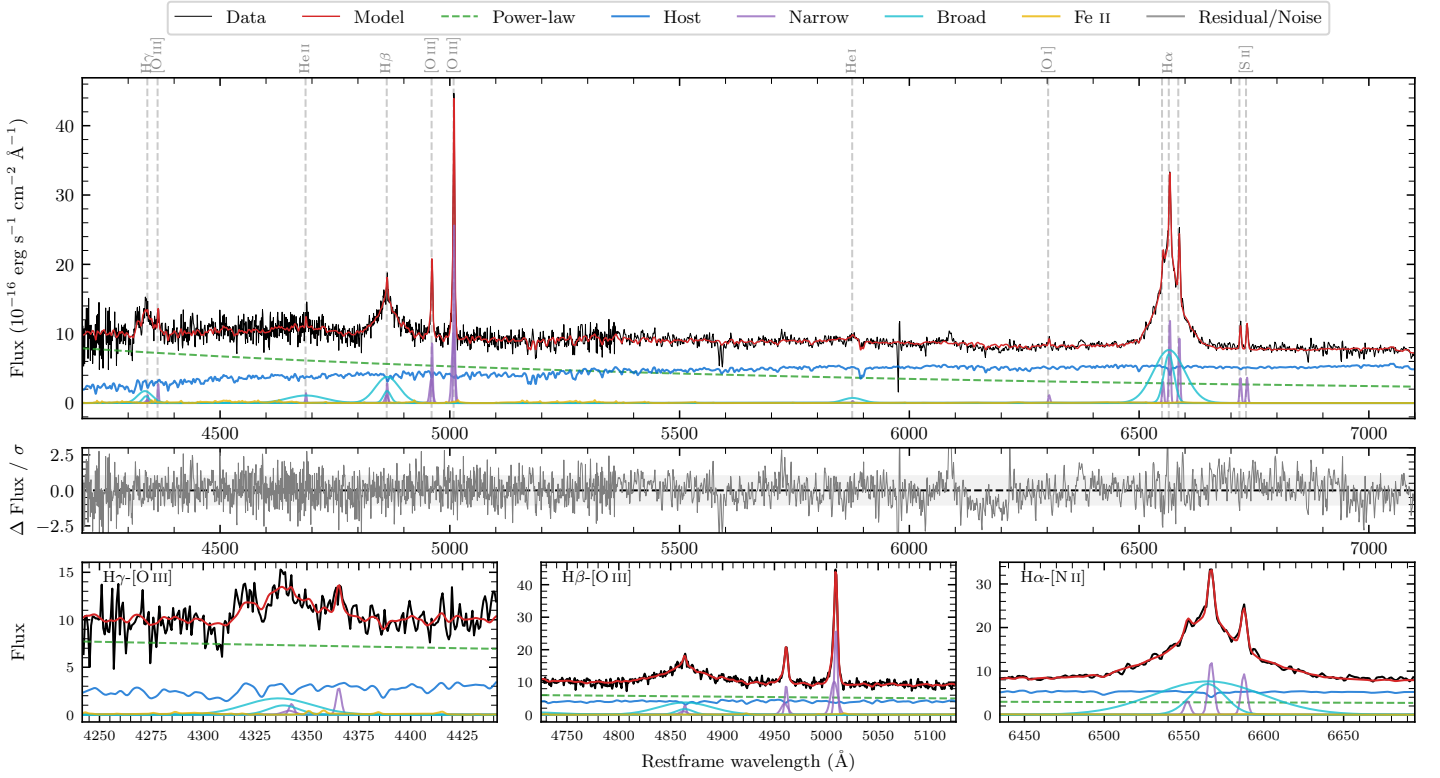 Data Model Power-law Host Narrow Broad Fe II Residual/Noise
Hγ [O III] He II Hβ [O III] [O III] He I [O I] Hα [S II]
Flux (10⁻¹⁶ erg s⁻¹ cm⁻² Å⁻¹)
40
30
20
10
0
4500 5000 5500 6000 6500 7000
Δ Flux / σ
2.5
0.0
−2.5
4500 5000 5500 6000 6500 7000
Flux
Hγ-[O III]
15
10
5
0
4250 4275 4300 4325 4350 4375 4400 4425
Hβ-[O III]
40
30
20
10
0
4750 4800 4850 4900 4950 5000 5050 5100
Hα-[N II]
30
20
10
0
6450 6500 6550 6600 6650
Restframe wavelength (Å)